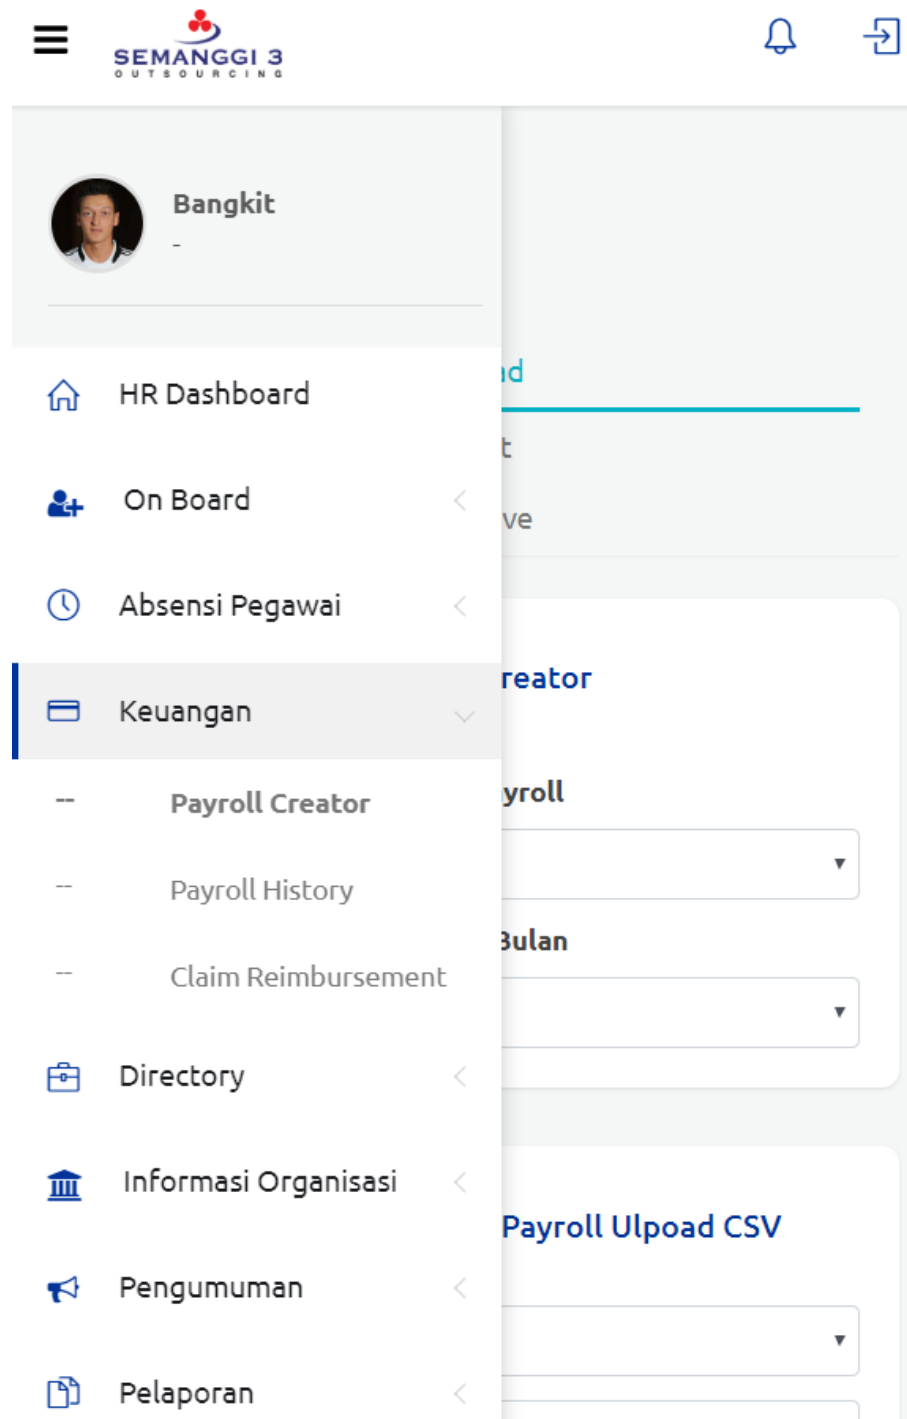 SEMANGGI 3
OUTSOURCING
Bangkit
-
HR Dashboard
On Board
Absensi Pegawai
Keuangan
-- Payroll Creator
-- Payroll History
-- Claim Reimbursement
Directory
Informasi Organisasi
Pengumuman
Pelaporan
ad
t
ve
reator
yroll
Bulan
Payroll Ulpoad CSV